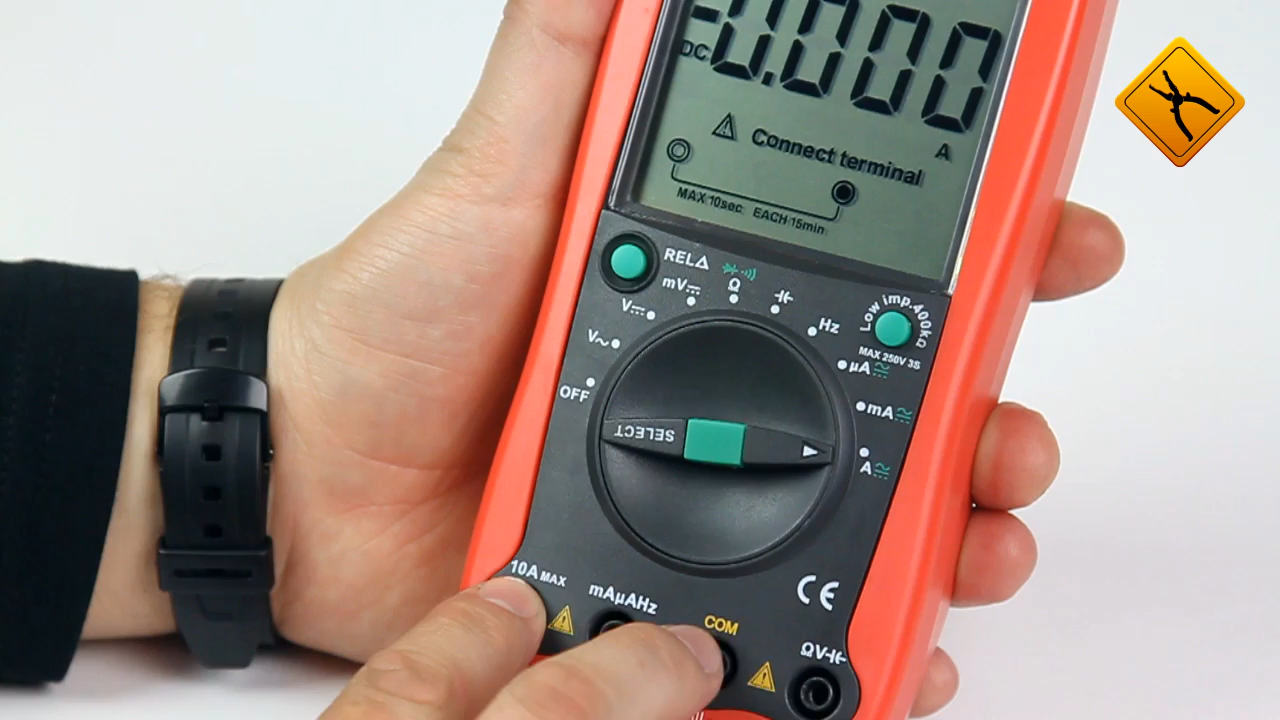 -0.000
DC
A
Connect terminal
MAX 10sec EACH 15min
RELΔ
mV
Ω
Hz
V
V~
OFF
Low imp.400kΩ
MAX 250V 3S
µA
mA
A
SELECT
10A MAX
mAµAHz
COM
CE
ΩV